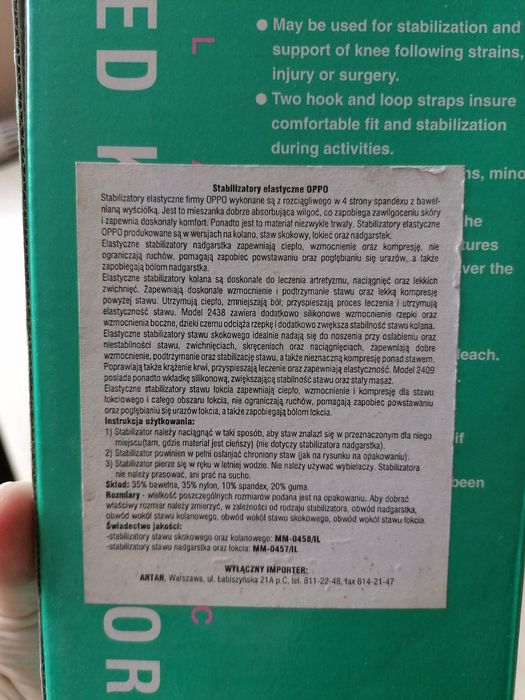 ED K
L
C
OR
● May be used for stabilization and
support of knee following strains,
injury or surgery.
● Two hook and loop straps insure
comfortable fit and stabilization
during activities.
ns, mino
he
tures
ver the
leach.
if
been
Stabilizatory elastyczne OPPO
Stabilizatory elastyczne firmy OPPO wykonane są z rozciągliwego w 4 strony spandexu z baweł-
nianą wyściółką. Jest to mieszanka dobrze absorbująca wilgoć, co zapobiega zawilgoceniu skóry
i zapewnia doskonały komfort. Ponadto jest to materiał niezwykle trwały. Stabilizatory elastyczne
OPPO produkowane są w wersjach na kolano, staw skokowy, łokieć oraz nadgarstek.
Elastyczne stabilizatory nadgarstka zapewniają ciepło, wzmocnienie oraz kompresję, nie
ograniczają ruchów, pomagają zapobiec powstawaniu oraz pogłębianiu się urazów, a także
zapobiegają bólom nadgarstka.
Elastyczne stabilizatory kolana są doskonałe do leczenia artretyzmu, naciągnięć oraz lekkich
zwichnięć. Zapewniają doskonałe wzmocnienie i podtrzymanie stawu oraz lekką kompresję
powyżej stawu. Utrzymują ciepło, zmniejszają ból; przyspieszają proces leczenia i utrzymują
elastyczność stawu. Model 2438 zawiera dodatkowo silikonowe wzmocnienie rzepki oraz
wzmocnienia boczne, dzięki czemu odciąża rzepkę i dodatkowo zwiększa stabilność stawu kolana.
Elastyczne stabilizatory stawu skokowego idealnie nadają się do noszenia przy osłabieniu oraz
niestabilności stawu, zwichnięciach, skręceniach oraz naciągnięciach, zapewniają dobre
wzmocnienie, podtrzymanie oraz stabilizację stawu, a także nieznaczną kompresję ponad stawem.
Poprawiają także krążenie krwi, przyspieszają leczenie oraz zapewniają elastyczność. Model 2409
posiada ponadto wkładkę silikonową, zwiększającą stabilność stawu oraz stały masaż.
Elastyczne stabilizatory stawu łokcia zapewniają ciepło, wzmocnienie i kompresję dla stawu
łokciowego i całego obszaru łokcia, nie ograniczają ruchów, pomagają zapobiec powstawaniu
oraz pogłębianiu się urazów łokcia, a także zapobiegają bólom łokcia.
Instrukcja użytkowania:
1) Stabilizator należy naciągnąć w taki sposób, aby staw znalazł się w przeznaczonym dla niego
miejscu(tam, gdzie materiał jest cieńszy) (nie dotyczy stabilizatora nadgarstka).
2) Stabilizator powinien w pełni osłaniać chroniony staw (jak na rysunku na opakowaniu).
3) Stabilizator pierze się w ręku w letniej wodzie. Nie należy używać wybielaczy. Stabilizatora
nie należy prasować, ani prać na sucho.
Skład: 35% bawełna, 35% nylon, 10% spandex, 20% guma.
Rozmiary - wielkość poszczególnych rozmiarów podana jest na opakowaniu. Aby dobrać
właściwy rozmiar należy zmierzyć, w zależności od rodzaju stabilizatora, obwód nadgarstka,
obwód wokół stawu kolanowego, obwód wokół stawu skokowego, obwód wokół stawu łokcia.
Świadectwo jakości:
-stabilizatory stawu skokowego oraz kolanowego: MM-0458/IL
-stabilizatory stawu nadgarstka oraz łokcia: MM-0457/IL
WYŁĄCZNY IMPORTER:
ANTAR, Warszawa, ul. Łabiszyńska 21A p.C, tel. 811-22-48, fax 614-21-47